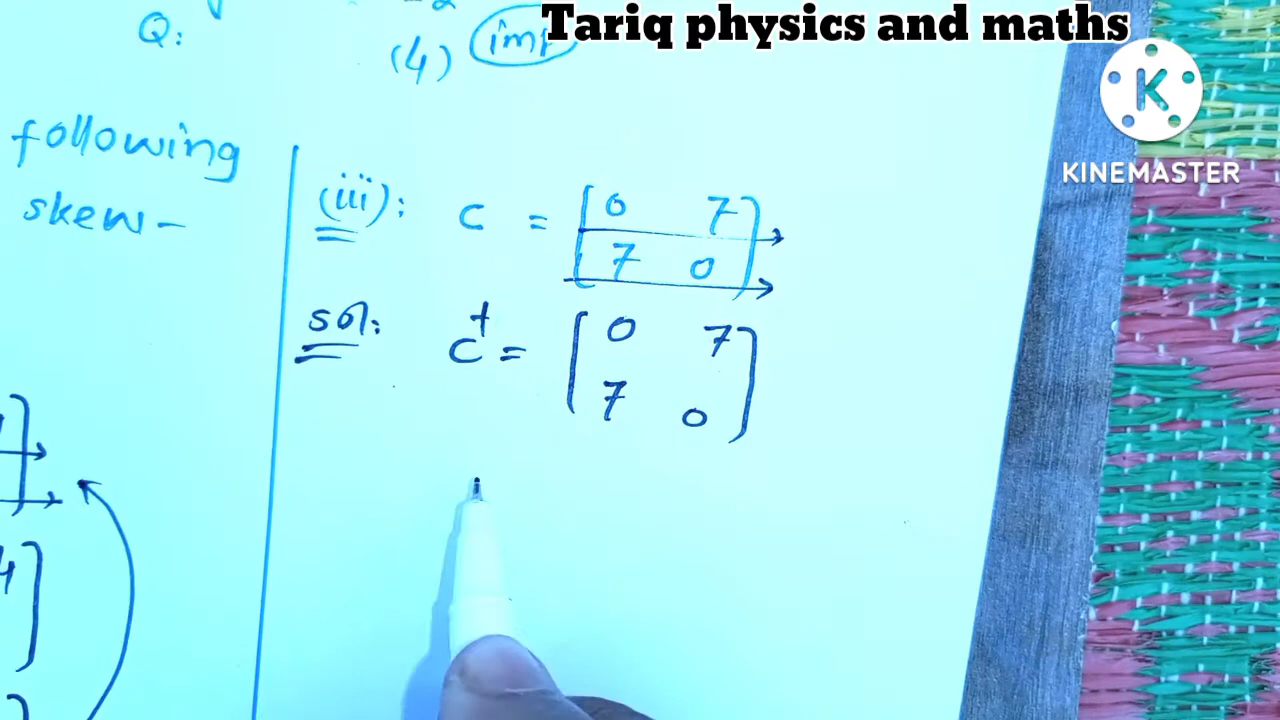 Tariq physics and maths
Q:
(4) imp
KINEMASTER
following
skew-
(iii): C = [0 7
7 0]
Sol: C^t = [0 7
7 0]
4]